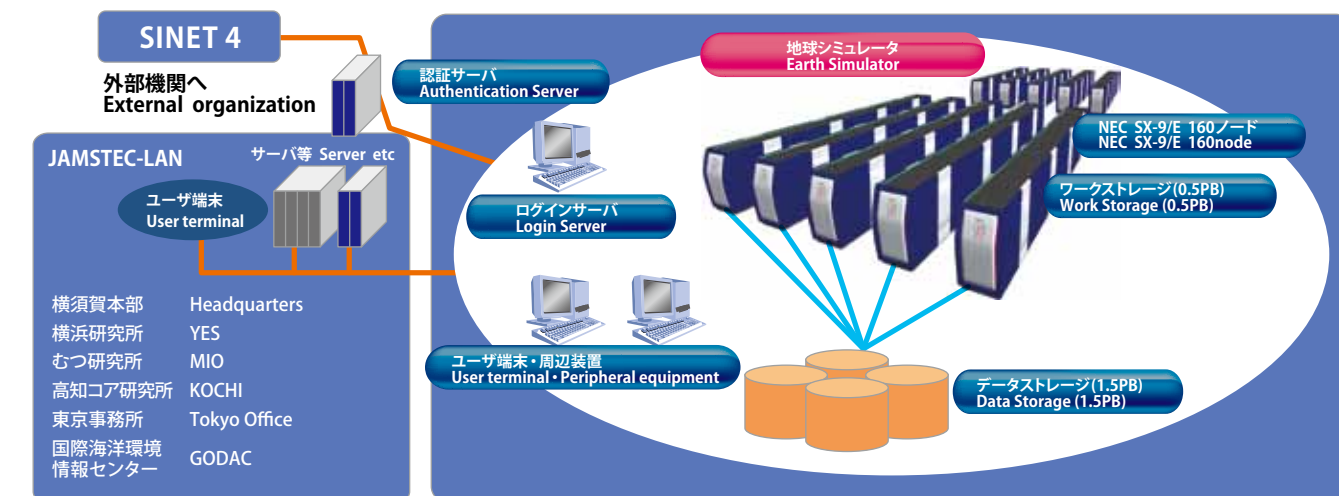 SINET 4
外部機関へ
External organization
JAMSTEC-LAN
サーバ等 Server etc
ユーザ端末
User terminal
横須賀本部 Headquarters
横浜研究所 YES
むつ研究所 MIO
高知コア研究所 KOCHI
東京事務所 Tokyo Office
国際海洋環境
情報センター GODAC
認証サーバ
Authentication Server
ログインサーバ
Login Server
ユーザ端末・周辺装置
User terminal・Peripheral equipment
地球シミュレータ
Earth Simulator
NEC SX-9/E 160ノード
NEC SX-9/E 160node
ワークストレージ(0.5PB)
Work Storage (0.5PB)
データストレージ(1.5PB)
Data Storage (1.5PB)